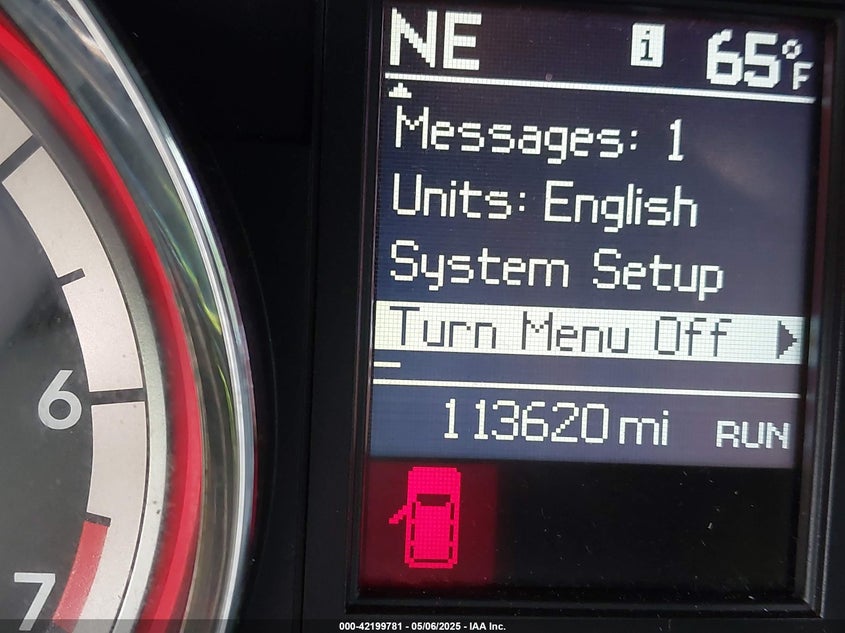 NE i 65°F
Messages: 1
Units: English
System Setup
Turn Menu Off
113620 mi RUN
6
7
000-42199781 - 05/06/2025 - IAA Inc.